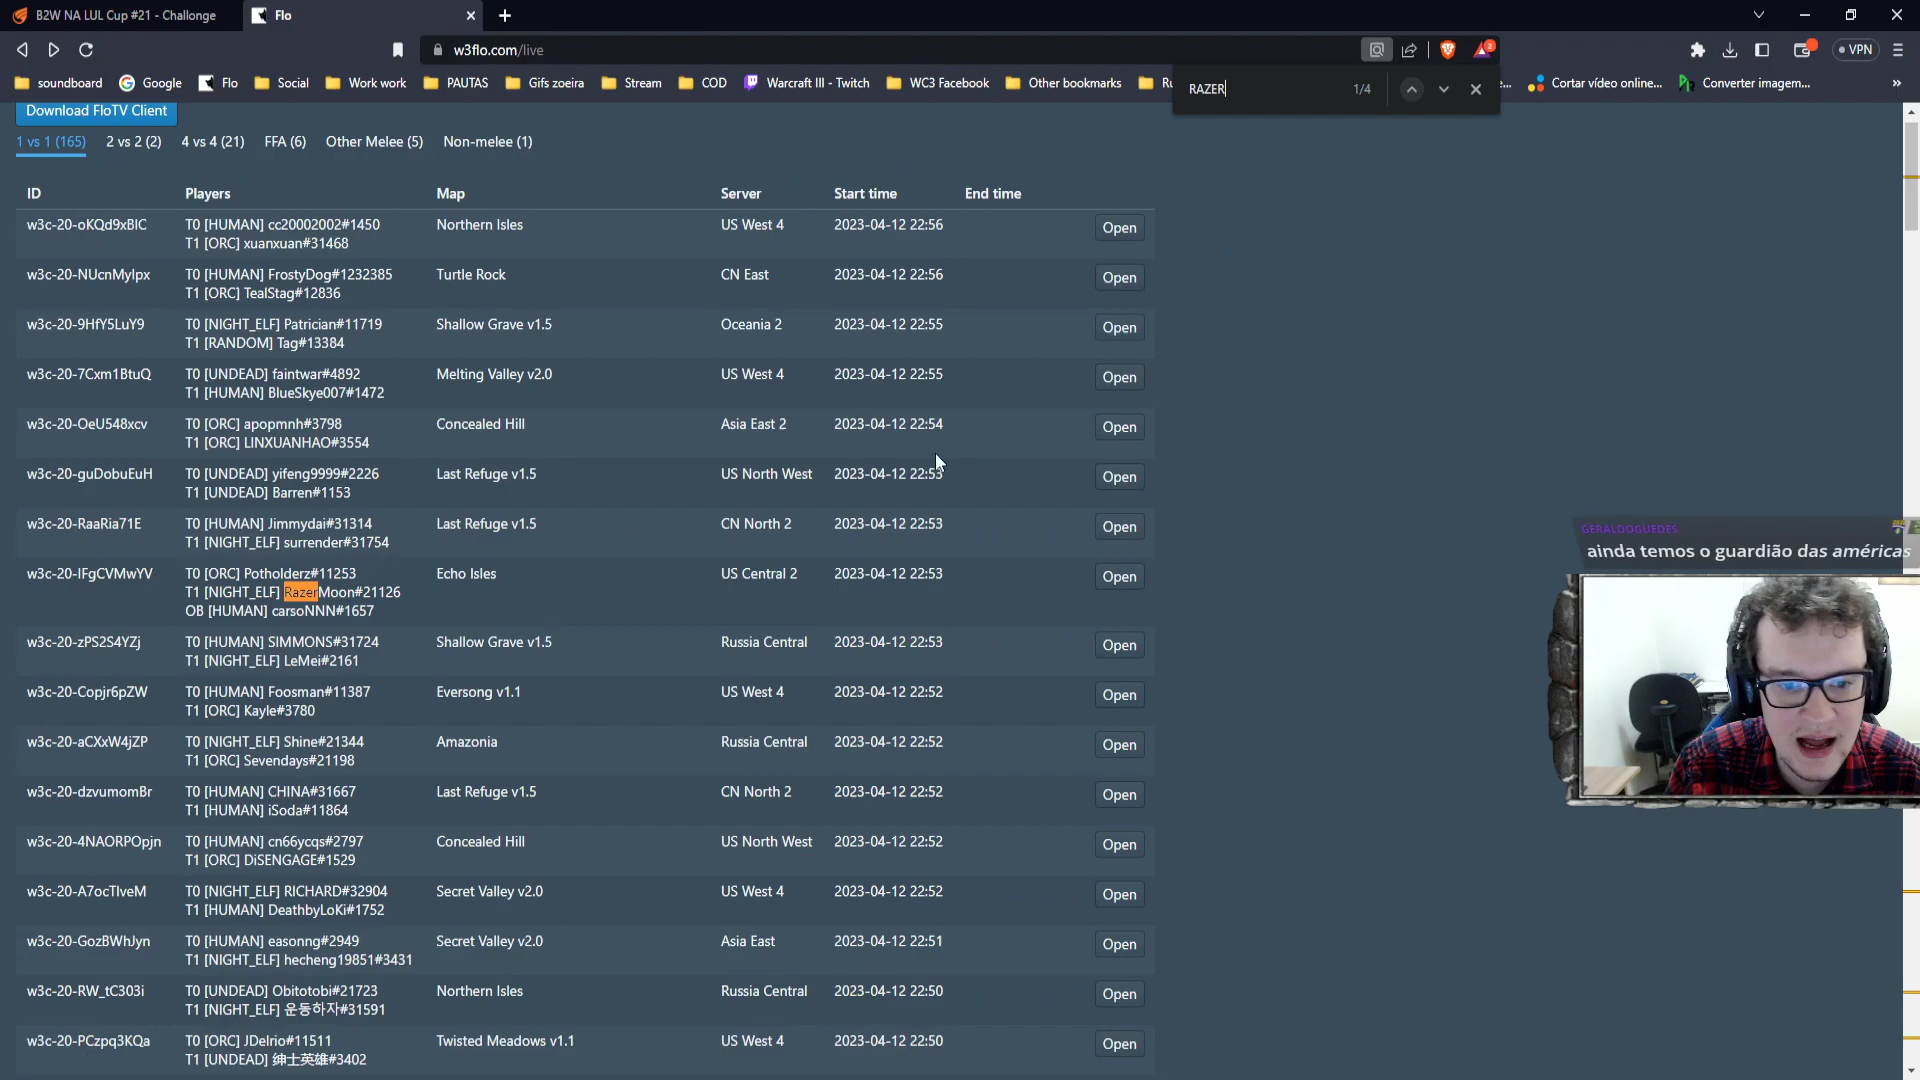 B2W NA LUL Cup #21 - Challonge
Flo
w3flo.com/live
2
VPN
soundboard
Google
Flo
Social
Work work
PAUTAS
Gifs zoeira
Stream
COD
Warcraft III - Twitch
WC3 Facebook
Other bookmarks
Ru
...
Cortar vídeo online...
Converter imagem...
RAZER
1/4
Download FloTV Client
1 vs 1 (165)
2 vs 2 (2)
4 vs 4 (21)
FFA (6)
Other Melee (5)
Non-melee (1)
ID Players Map Server Start time End time
w3c-20-oKQd9xBIC T0 [HUMAN] cc20002002#1450 Northern Isles US West 4 2023-04-12 22:56 Open
T1 [ORC] xuanxuan#31468
w3c-20-NUcnMylpx T0 [HUMAN] FrostyDog#1232385 Turtle Rock CN East 2023-04-12 22:56 Open
T1 [ORC] TealStag#12836
w3c-20-9HfY5LuY9 T0 [NIGHT_ELF] Patrician#11719 Shallow Grave v1.5 Oceania 2 2023-04-12 22:55 Open
T1 [RANDOM] Tag#13384
w3c-20-7Cxm1BtuQ T0 [UNDEAD] faintwar#4892 Melting Valley v2.0 US West 4 2023-04-12 22:55 Open
T1 [HUMAN] BlueSkye007#1472
w3c-20-OeU548xcv T0 [ORC] apopmnh#3798 Concealed Hill Asia East 2 2023-04-12 22:54 Open
T1 [ORC] LINXUANHAO#3554
w3c-20-guDobuEuH T0 [UNDEAD] yifeng9999#2226 Last Refuge v1.5 US North West 2023-04-12 22:53 Open
T1 [UNDEAD] Barren#1153
w3c-20-RaaRia71E T0 [HUMAN] Jimmydai#31314 Last Refuge v1.5 CN North 2 2023-04-12 22:53 Open
T1 [NIGHT_ELF] surrender#31754
w3c-20-IFgCVMwYV T0 [ORC] Potholderz#11253 Echo Isles US Central 2 2023-04-12 22:53 Open
T1 [NIGHT_ELF] RazerMoon#21126
OB [HUMAN] carsoNNN#1657
w3c-20-zPS2S4YZj T0 [HUMAN] SIMMONS#31724 Shallow Grave v1.5 Russia Central 2023-04-12 22:53 Open
T1 [NIGHT_ELF] LeMei#2161
w3c-20-Copjr6pZW T0 [HUMAN] Foosman#11387 Eversong v1.1 US West 4 2023-04-12 22:52 Open
T1 [ORC] Kayle#3780
w3c-20-aCXxW4jZP T0 [NIGHT_ELF] Shine#21344 Amazonia Russia Central 2023-04-12 22:52 Open
T1 [ORC] Sevendays#21198
w3c-20-dzvumomBr T0 [HUMAN] CHINA#31667 Last Refuge v1.5 CN North 2 2023-04-12 22:52 Open
T1 [HUMAN] iSoda#11864
w3c-20-4NAORPOpjn T0 [HUMAN] cn66ycqs#2797 Concealed Hill US North West 2023-04-12 22:52 Open
T1 [ORC] DiSENGAGE#1529
w3c-20-A7ocTIveM T0 [NIGHT_ELF] RICHARD#32904 Secret Valley v2.0 US West 4 2023-04-12 22:52 Open
T1 [HUMAN] DeathbyLoKi#1752
w3c-20-GozBWhJyn T0 [HUMAN] easonng#2949 Secret Valley v2.0 Asia East 2023-04-12 22:51 Open
T1 [NIGHT_ELF] hecheng19851#3431
w3c-20-RW_tC303i T0 [UNDEAD] Obitotobi#21723 Northern Isles Russia Central 2023-04-12 22:50 Open
T1 [NIGHT_ELF] 운동하자#31591
w3c-20-PCzpq3KQa T0 [ORC] JDelrio#11511 Twisted Meadows v1.1 US West 4 2023-04-12 22:50 Open
T1 [UNDEAD] 绅士英雄#3402
GERALDOGUEDES
ainda temos o guardião das américas